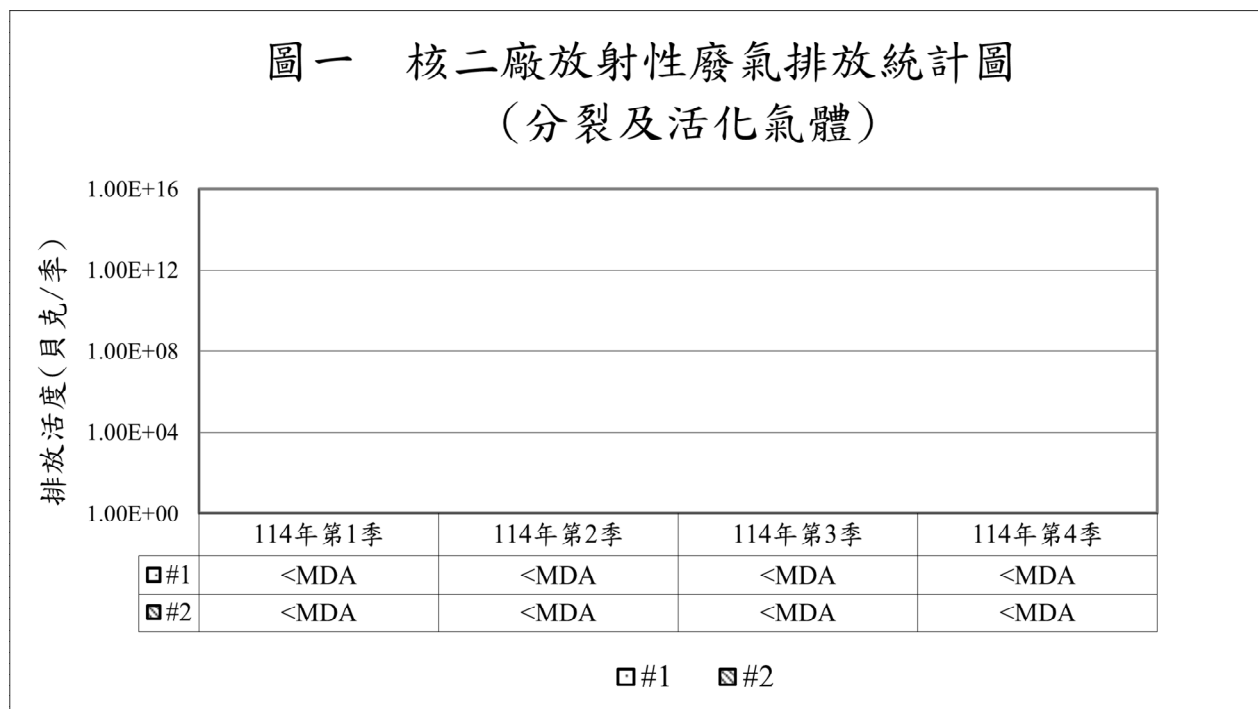 圖一 核二廠放射性廢氣排放統計圖
(分裂及活化氣體)
排放活度(貝克/季)
1.00E+16
1.00E+12
1.00E+08
1.00E+04
1.00E+00
114年第1季 114年第2季 114年第3季 114年第4季
#1 <MDA <MDA <MDA <MDA
#2 <MDA <MDA <MDA <MDA
#1 #2